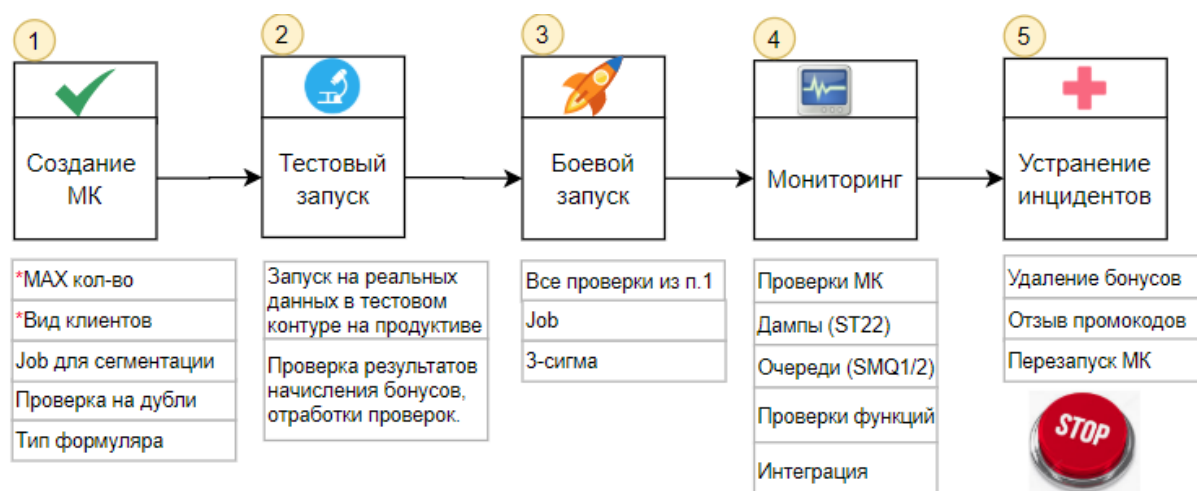 1
2
3
4
5
Создание
МК
Тестовый
запуск
Боевой
запуск
Мониторинг
Устранение
инцидентов
*MAX кол-во
*Вид клиентов
Job для сегментации
Проверка на дубли
Тип формуляра
Запуск на реальных
данных в тестовом
контуре на продуктиве
Проверка результатов
начисления бонусов,
отработки проверок.
Все проверки из п.1
Job
3-сигма
Проверки МК
Дампы (ST22)
Очереди (SMQ1/2)
Проверки функций
Интеграция
Удаление бонусов
Отзыв промокодов
Перезапуск МК
STOP